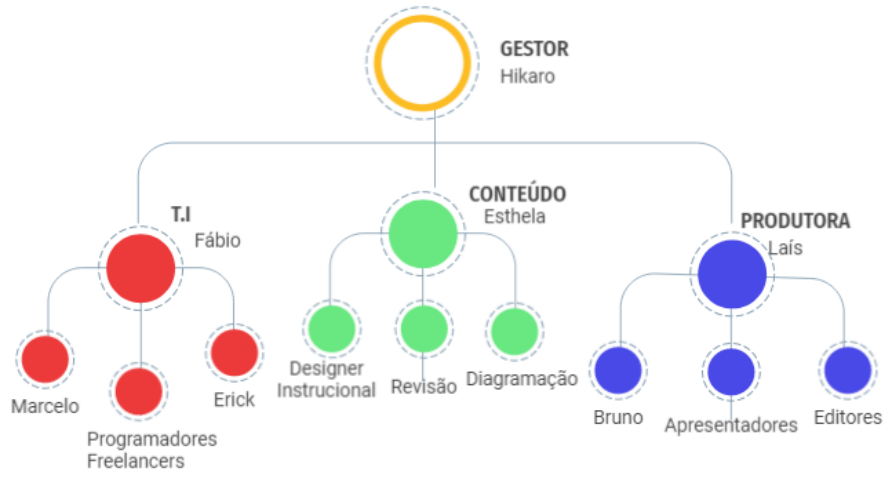 GESTOR
Hikaro
T.I
Fábio
CONTEÚDO
Esthela
PRODUTORA
Laís
Marcelo
Programadores
Freelancers
Erick
Designer
Instrucional
Revisão
Diagramação
Bruno
Apresentadores
Editores